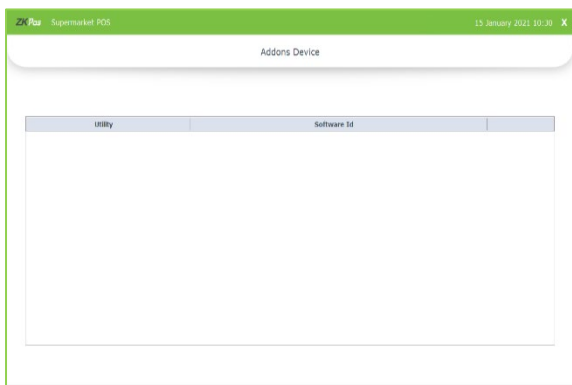 ZKPos Supermarket POS 15 January 2021 10:30 X
Addons Device
Utility Software Id